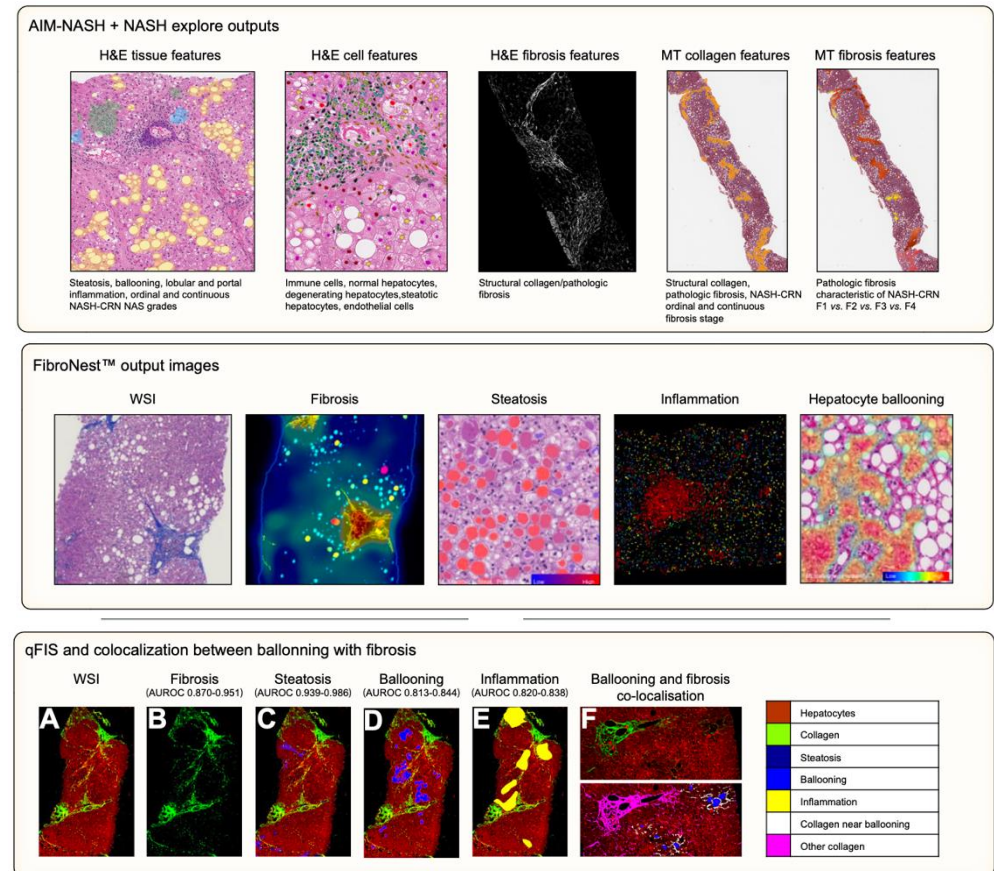 AIM-NASH + NASH explore outputs
H&E tissue features
H&E cell features
H&E fibrosis features
MT collagen features
MT fibrosis features
Steatosis, ballooning, lobular and portal
inflammation, ordinal and continuous
NASH-CRN NAS grades
Immune cells, normal hepatocytes,
degenerating hepatocytes,steatotic
hepatocytes, endothelial cells
Structural collagen/pathologic
fibrosis
Structural collagen,
pathologic fibrosis, NASH-CRN
ordinal and continuous
fibrosis stage
Pathologic fibrosis
characteristic of NASH-CRN
F1 vs. F2 vs. F3 vs. F4
FibroNest™ output images
WSI
Fibrosis
Steatosis
Inflammation
Hepatocyte ballooning
Low
High
Low
qFIS and colocalization between ballonning with fibrosis
WSI
Fibrosis
(AUROC 0.870-0.951)
Steatosis
(AUROC 0.939-0.986)
Ballooning
(AUROC 0.813-0.844)
Inflammation
(AUROC 0.820-0.838)
Ballooning and fibrosis
co-localisation
A
B
C
D
E
F
Hepatocytes
Collagen
Steatosis
Ballooning
Inflammation
Collagen near ballooning
Other collagen